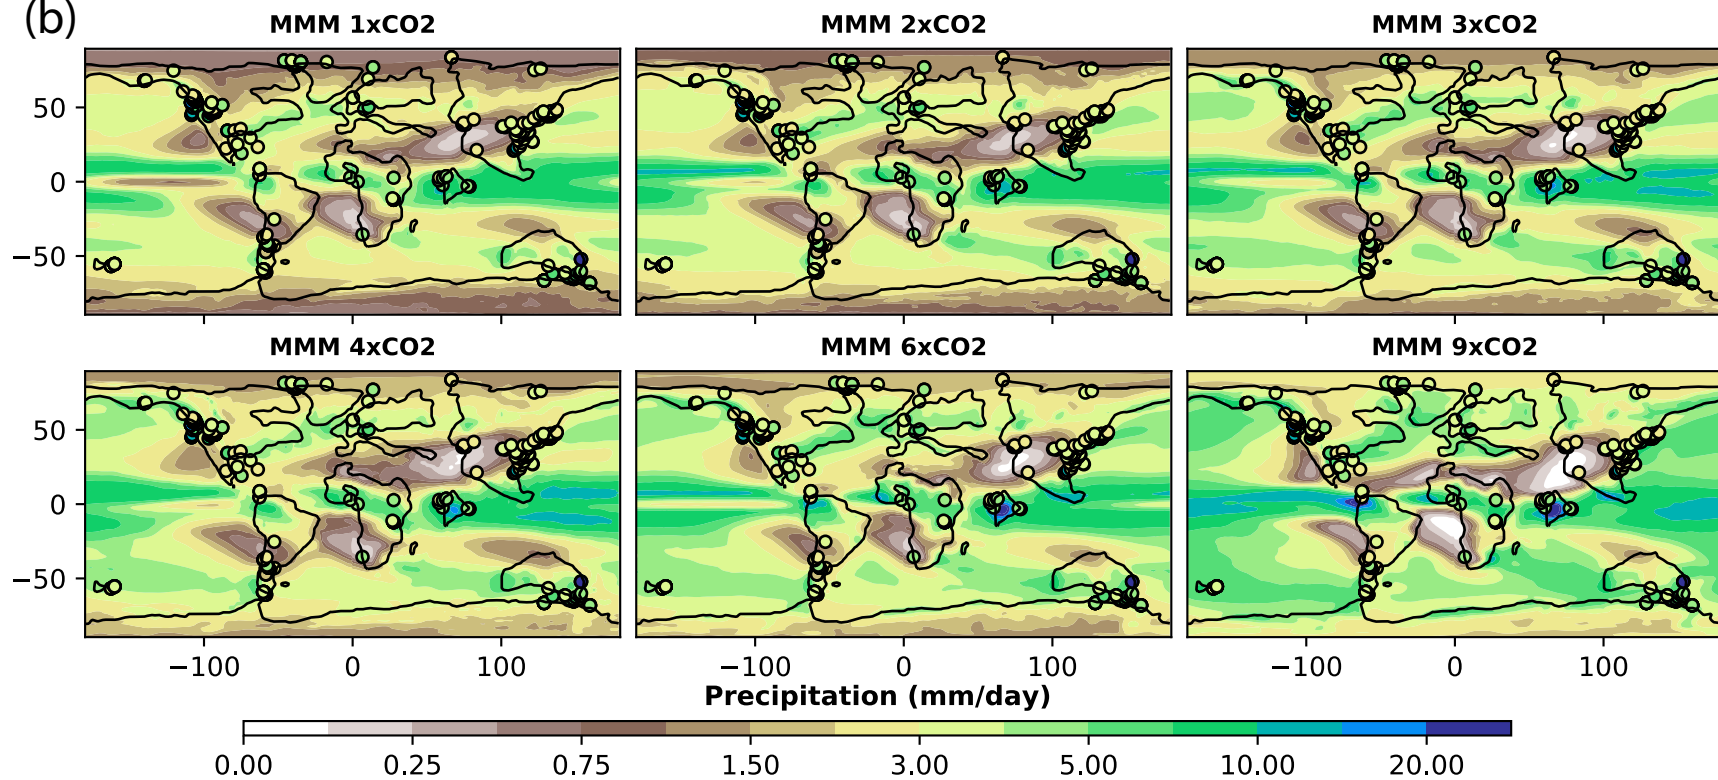 (b)
MMM 1xCO2 MMM 2xCO2 MMM 3xCO2
50
0
−50
MMM 4xCO2 MMM 6xCO2 MMM 9xCO2
50
0
−50
−100 0 100 −100 0 100 −100 0 100
Precipitation (mm/day)
0.00 0.25 0.75 1.50 3.00 5.00 10.00 20.00